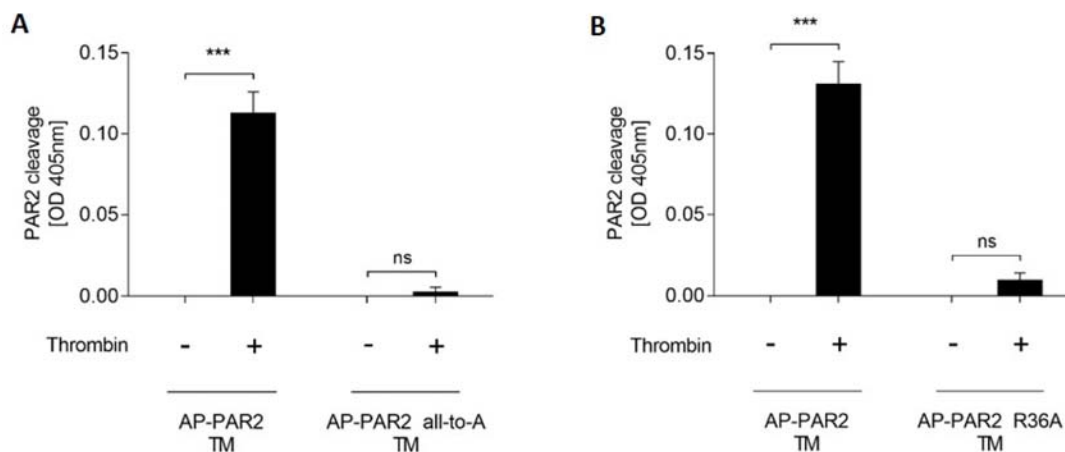 A
PAR2 cleavage
[OD 405nm]
0.15
0.10
0.05
0.00
***
ns
Thrombin - + - +
AP-PAR2 AP-PAR2 all-to-A
TM TM
B
PAR2 cleavage
[OD 405nm]
0.15
0.10
0.05
0.00
***
ns
Thrombin - + - +
AP-PAR2 AP-PAR2 R36A
TM TM